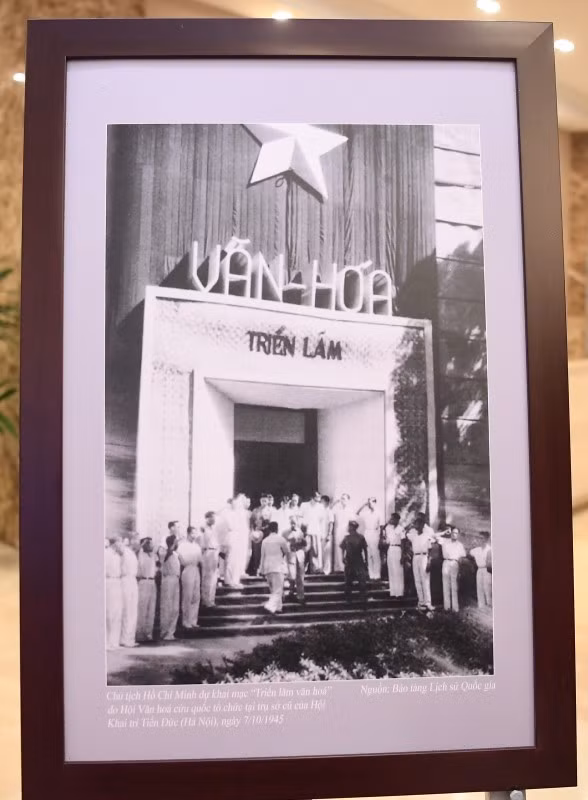 VĂN-HÓA
TRIỂN LÃM
Chủ tịch Hồ Chí Minh dự khai mạc "Triển lãm văn hoá"
do Hội Văn hoá cứu quốc tổ chức tại trụ sở cũ của Hội
Khai trí Tiến Đức (Hà Nội), ngày 7/10/1945
Nguồn: Bảo tàng Lịch sử Quốc gia